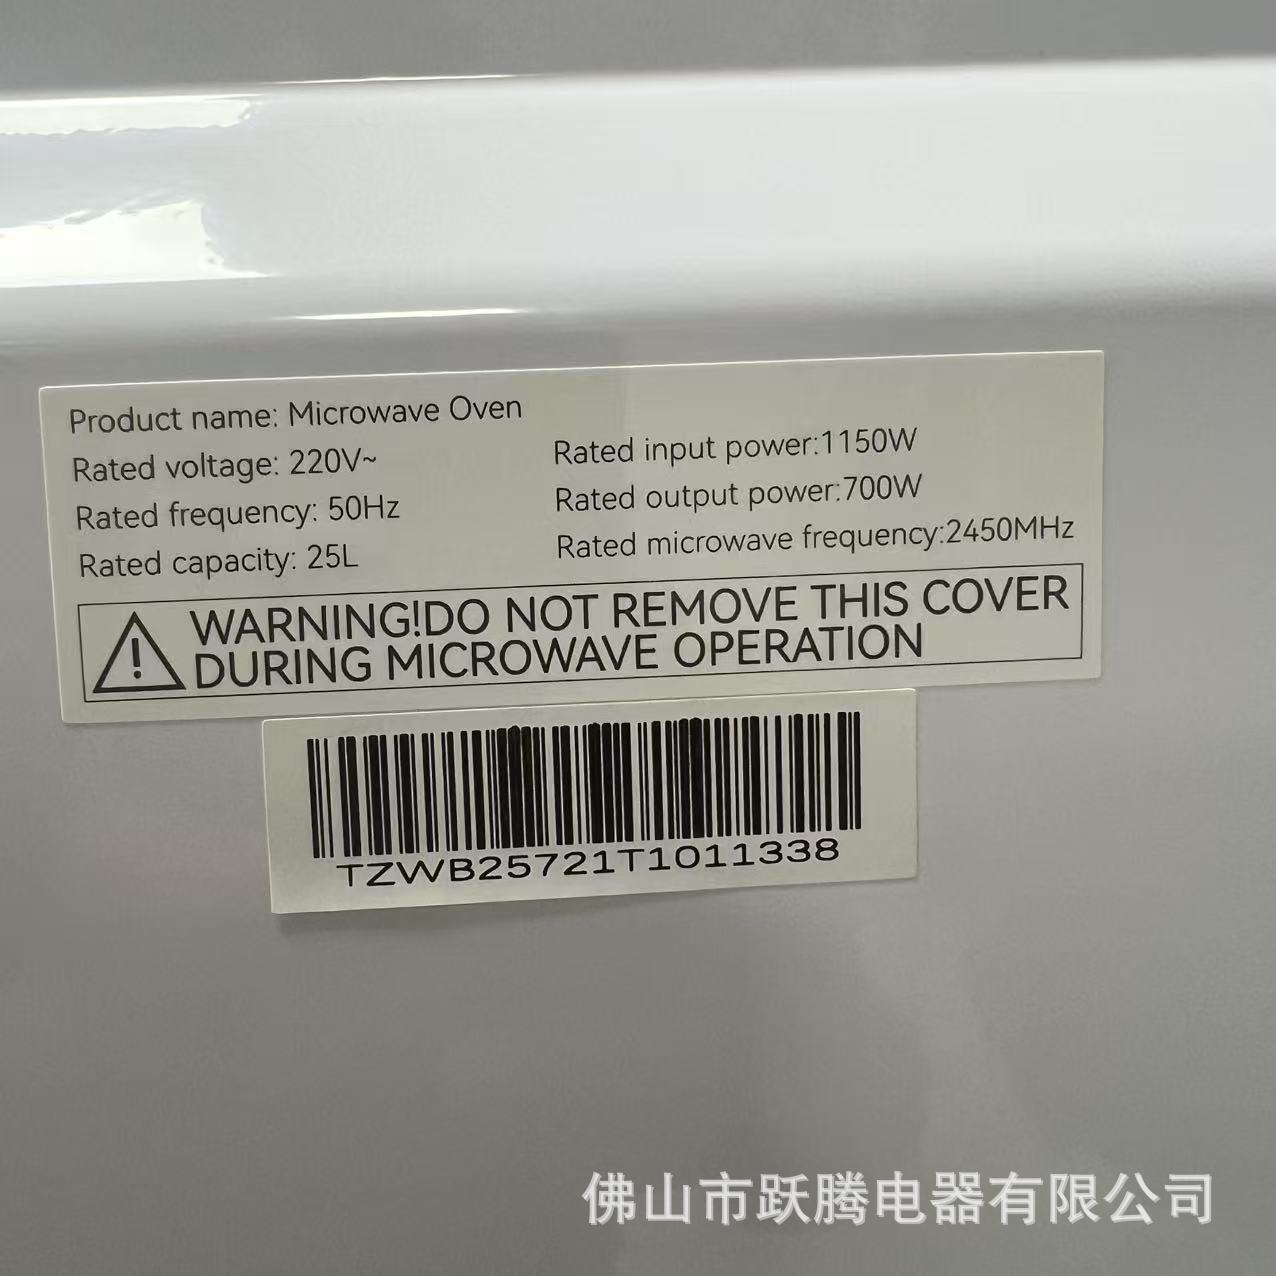 Product name: Microwave Oven
Rated voltage: 220V~
Rated frequency: 50Hz
Rated capacity: 25L
Rated input power:1150W
Rated output power:700W
Rated microwave frequency:2450MHz
WARNING!DO NOT REMOVE THIS COVER
DURING MICROWAVE OPERATION
TZWB25721T1011338
佛山市跃腾电器有限公司